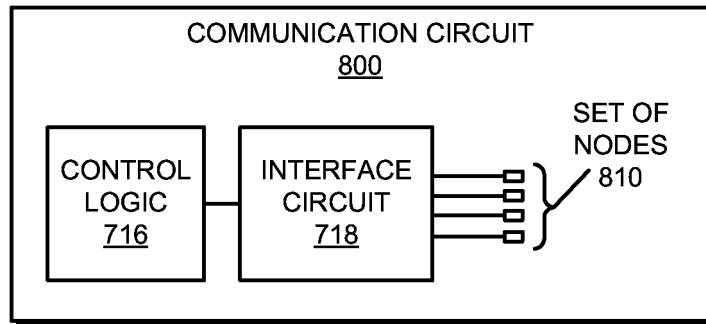 COMMUNICATION CIRCUIT
800
SET OF
NODES
810
CONTROL
LOGIC
716
INTERFACE
CIRCUIT
718